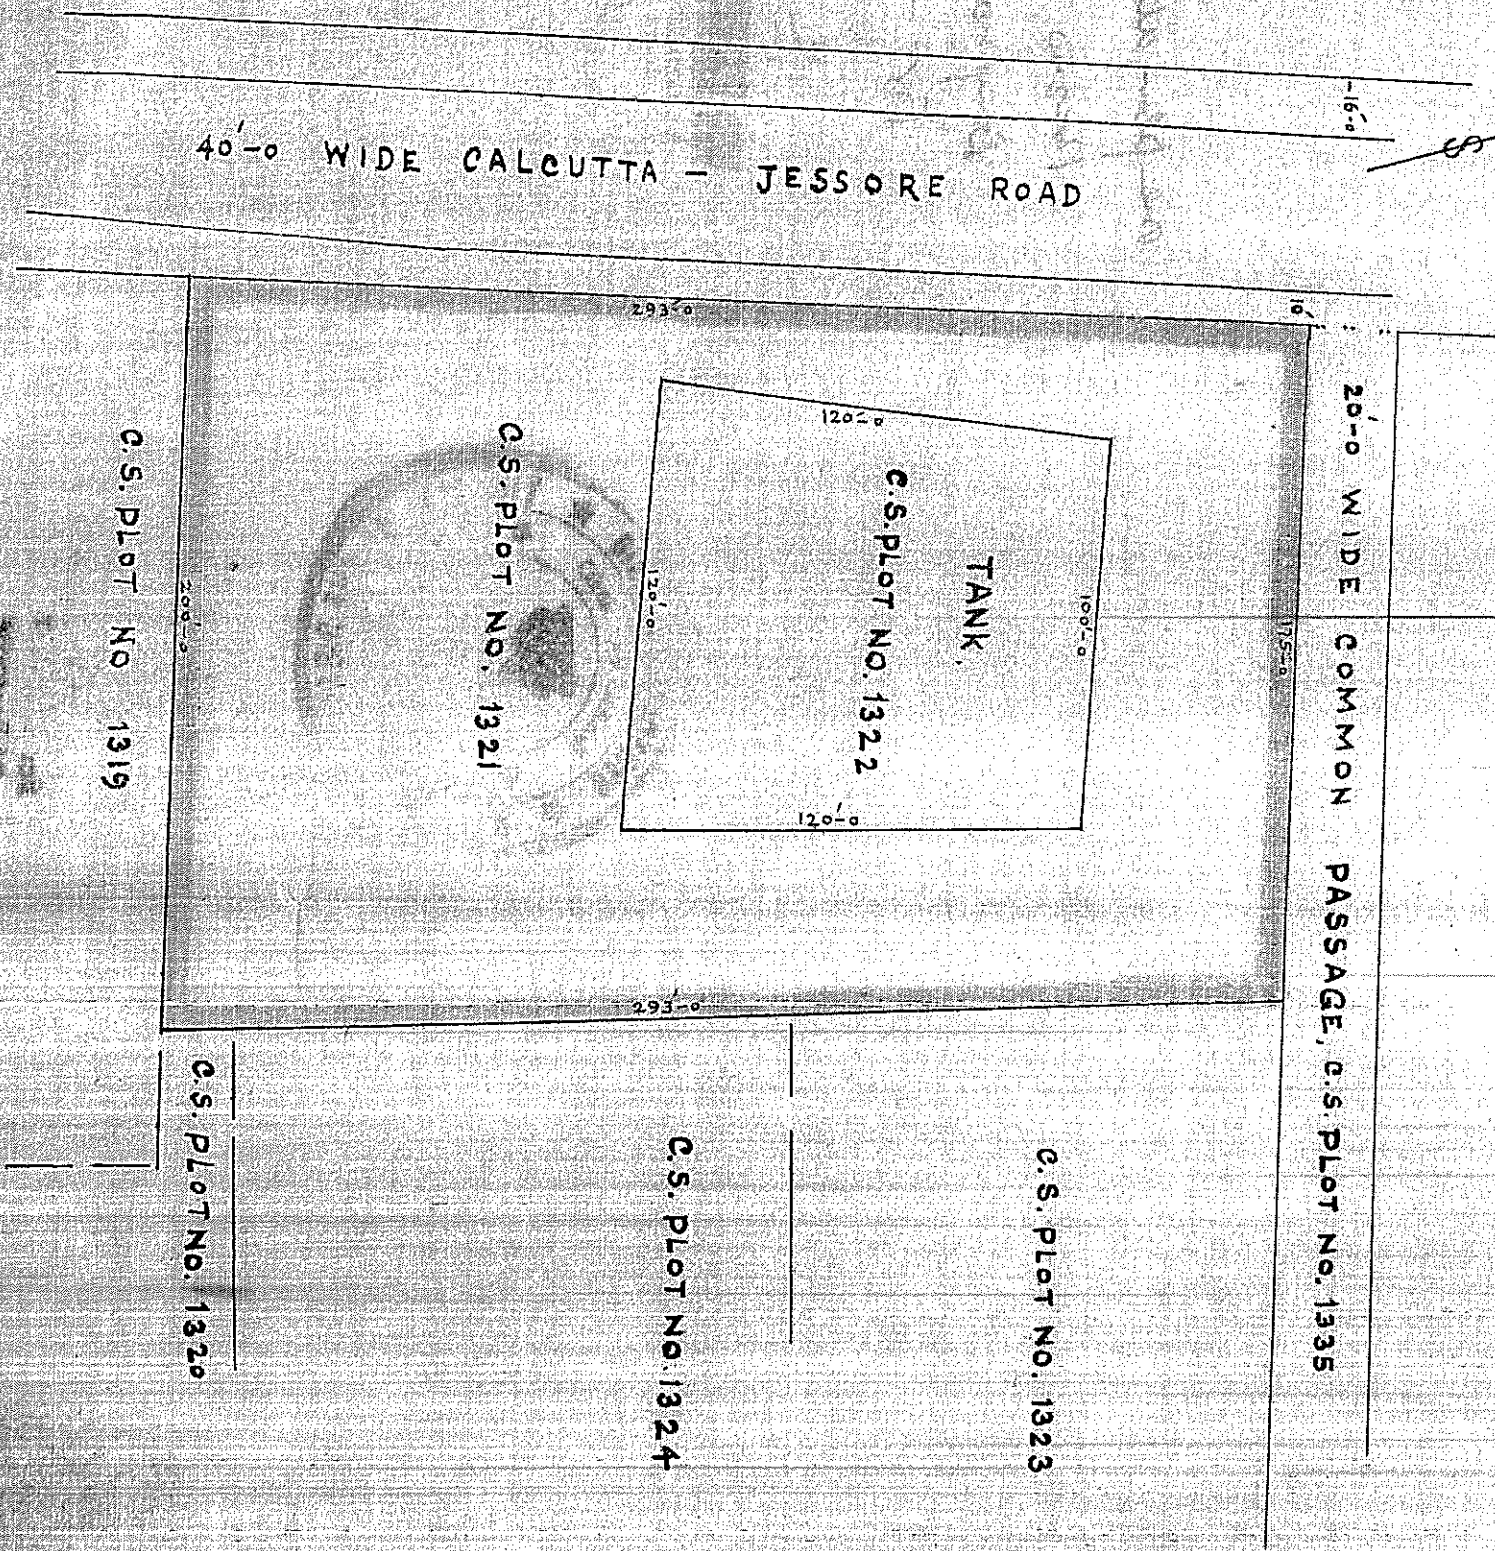 -16'-0
40'-0 WIDE CALCUTTA - JESSORE ROAD
S
293'-0
10'
120'-0
C.S. PLOT NO 1319
200'-0
C.S. PLOT NO. 1321
120'-0
C.S. PLOT NO. 1322
TANK.
100'-0
175'-0
20'-0 WIDE COMMON PASSAGE, C.S. PLOT NO. 1335
120'-0
293'-0
C.S. PLOT NO. 1320
C.S. PLOT NO. 1324
C.S. PLOT NO. 1323